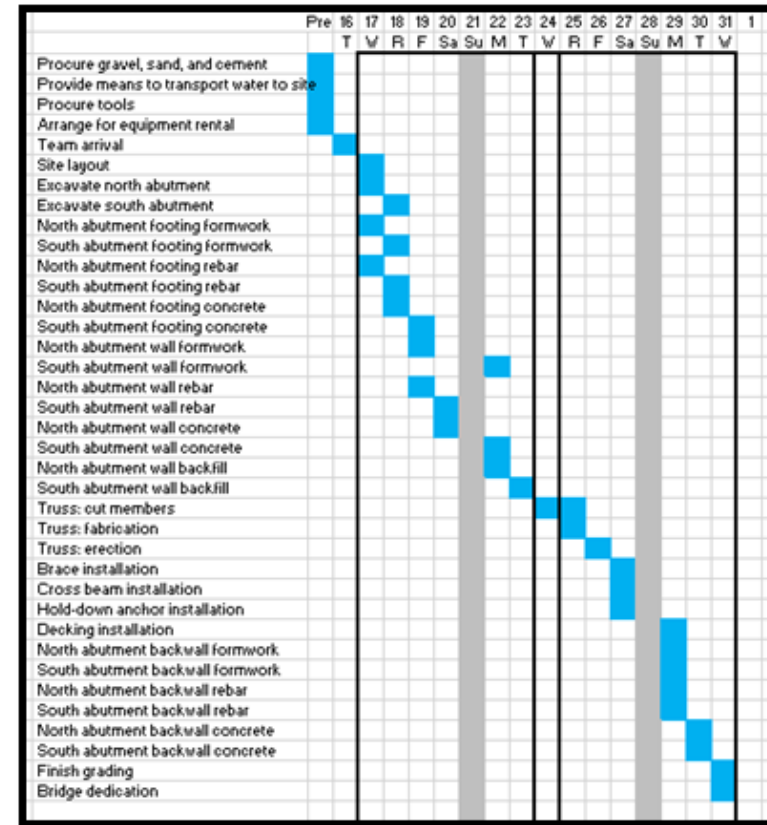 Pre 16 17 18 19 20 21 22 23 24 25 26 27 28 29 30 31 1
T W R F Sa Su M T W R F Sa Su M T W
Procure gravel, sand, and cement
Provide means to transport water to site
Procure tools
Arrange for equipment rental
Team arrival
Site layout
Excavate north abutment
Excavate south abutment
North abutment footing formwork
South abutment footing formwork
North abutment footing rebar
South abutment footing rebar
North abutment footing concrete
South abutment footing concrete
North abutment wall formwork
South abutment wall formwork
North abutment wall rebar
South abutment wall rebar
North abutment wall concrete
South abutment wall concrete
North abutment wall backfill
South abutment wall backfill
Truss: cut members
Truss: fabrication
Truss: erection
Brace installation
Cross beam installation
Hold-down anchor installation
Decking installation
North abutment backwall formwork
South abutment backwall formwork
North abutment backwall rebar
South abutment backwall rebar
North abutment backwall concrete
South abutment backwall concrete
Finish grading
Bridge dedication